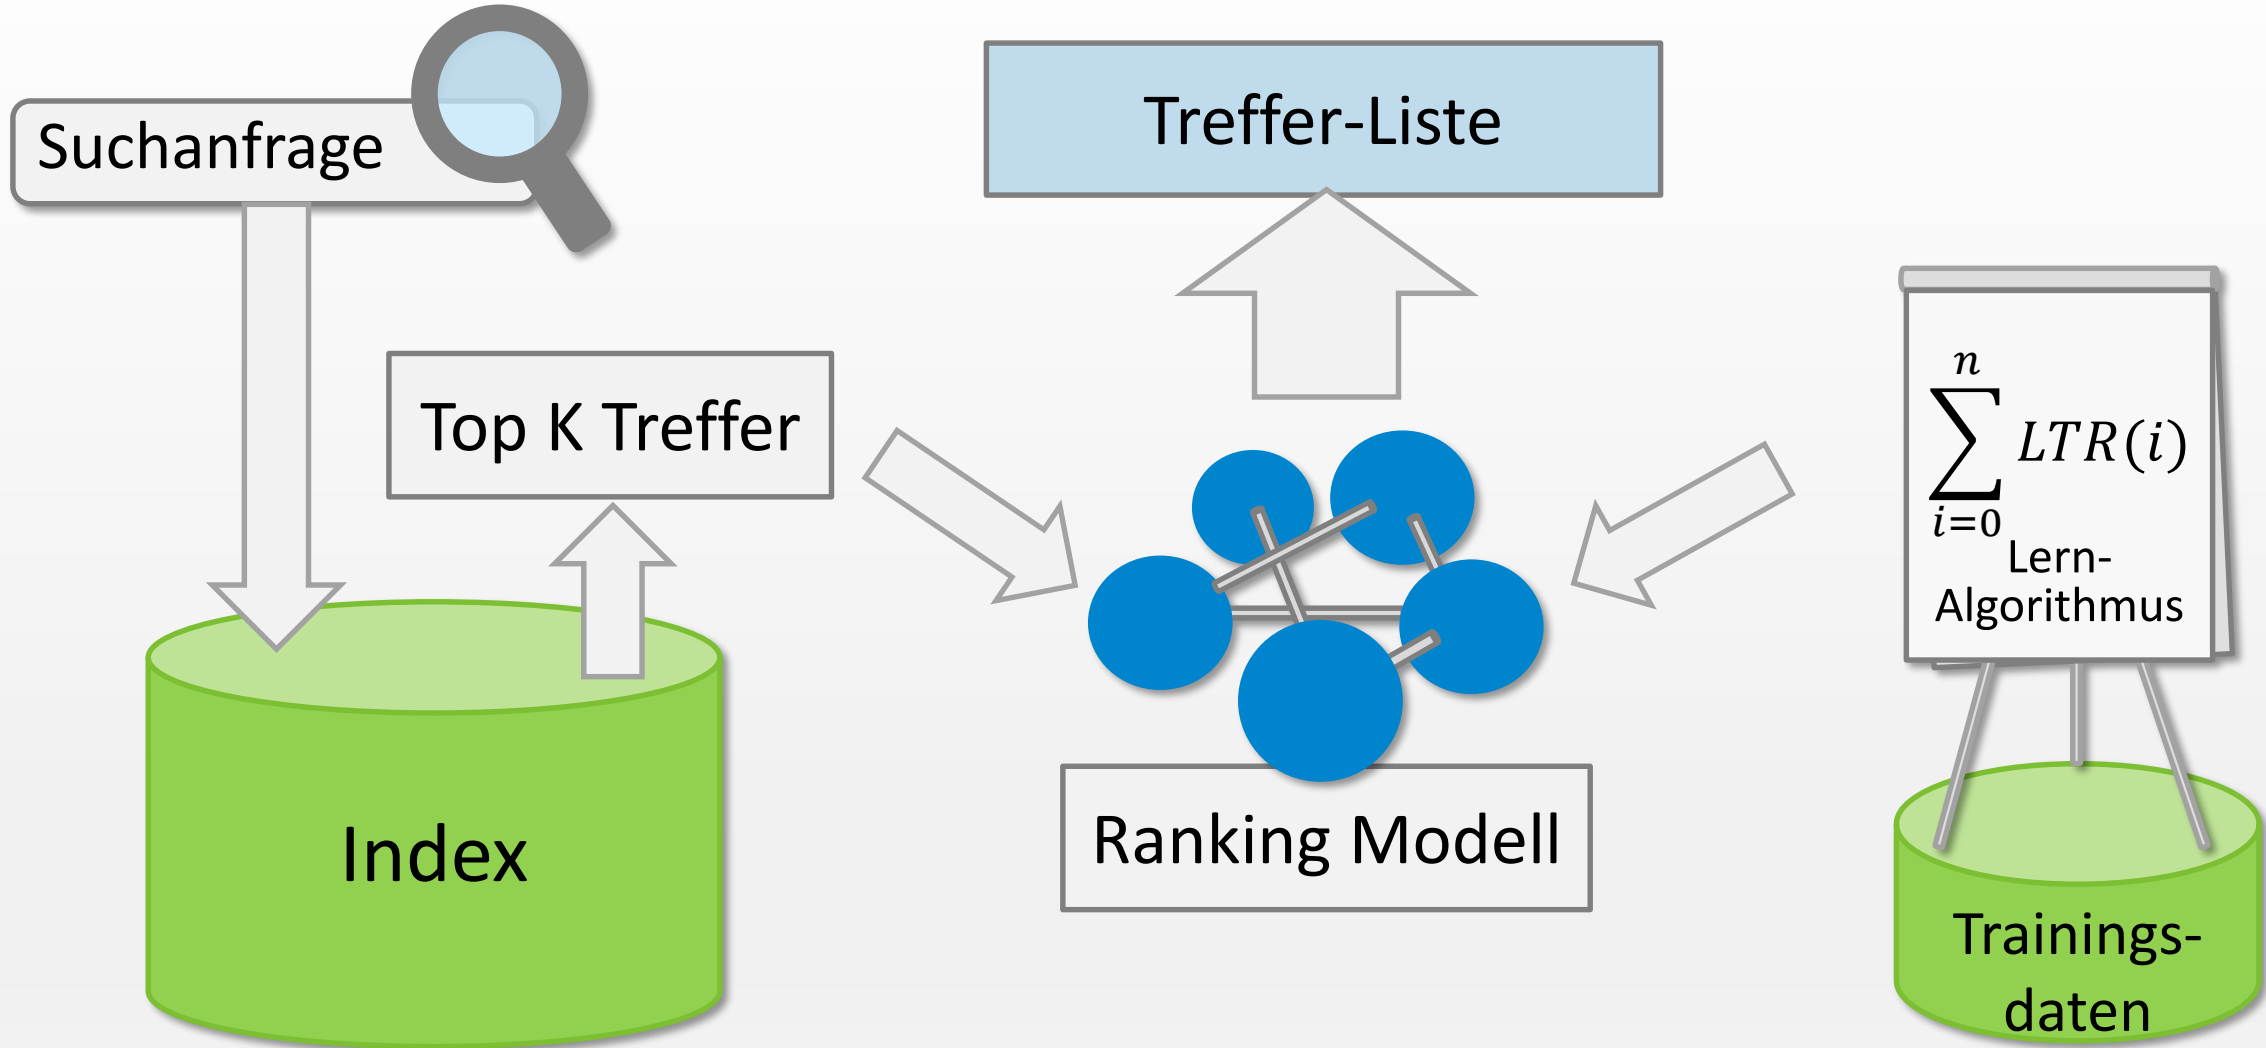 Suchanfrage
Treffer-Liste
Top K Treffer
n
∑ LTR(i)
i=0
Lern-
Algorithmus
Index
Ranking Modell
Trainings-
daten